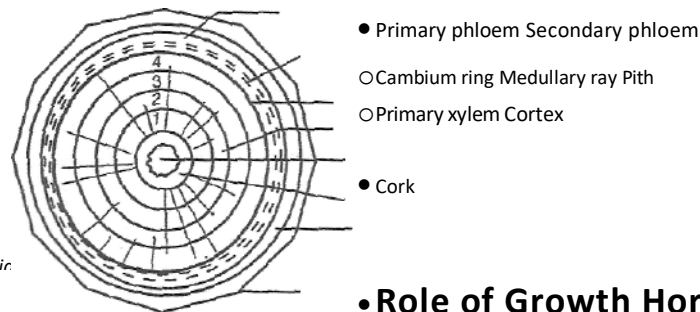 ● Primary phloem Secondary phloem
○Cambium ring Medullary ray Pith
○Primary xylem Cortex
● Cork
4
3
2
1
•Role of Growth Hor